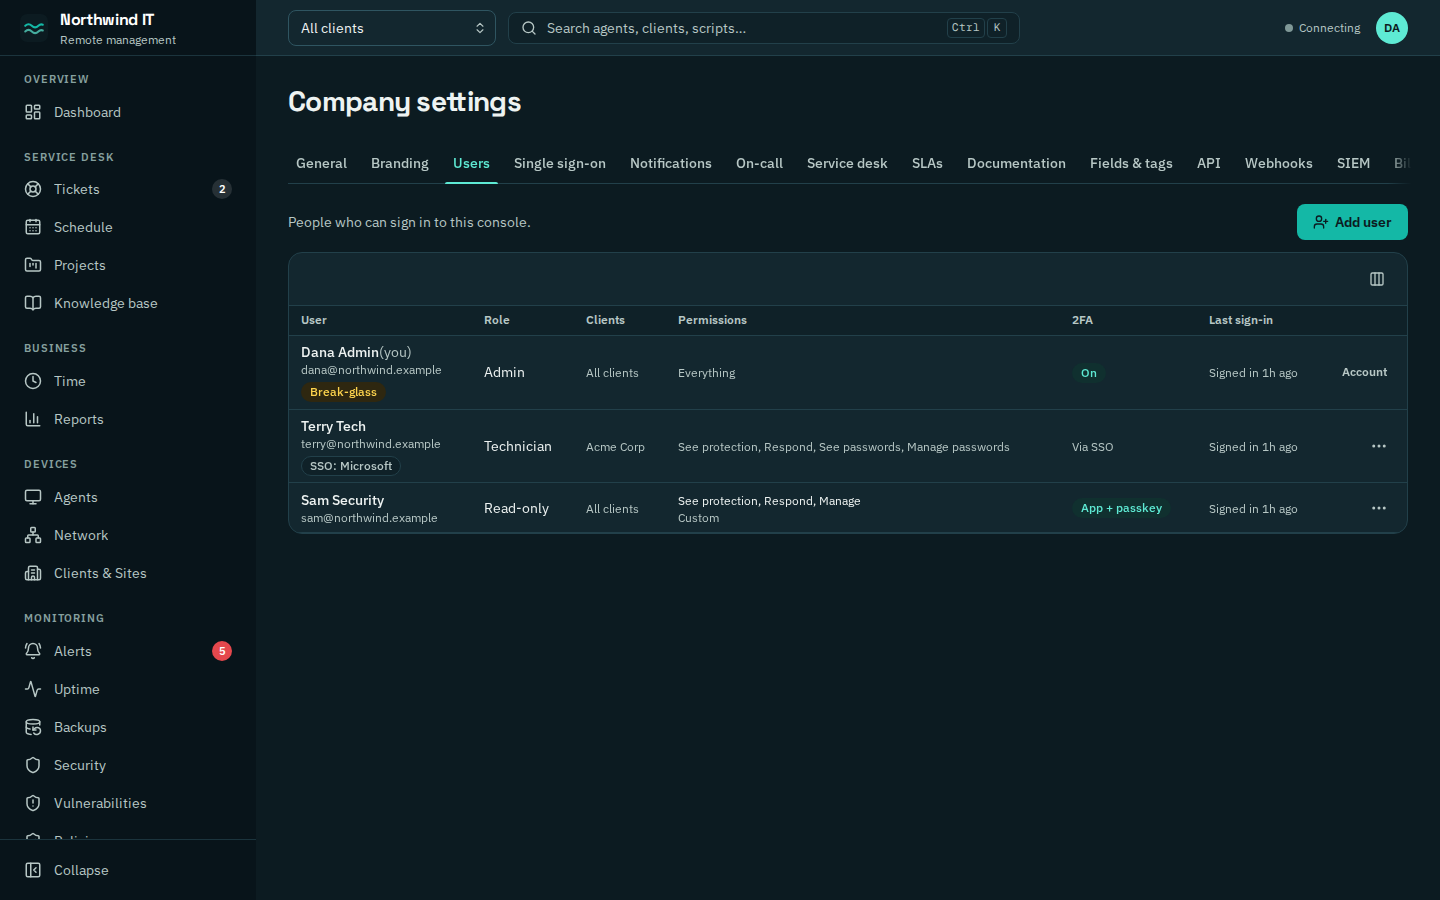 Northwind IT
Remote management
All clients
Search agents, clients, scripts...
Ctrl K
Connecting
DA
OVERVIEW
Dashboard
SERVICE DESK
Tickets 2
Schedule
Projects
Knowledge base
BUSINESS
Time
Reports
DEVICES
Agents
Network
Clients & Sites
MONITORING
Alerts 5
Uptime
Backups
Security
Vulnerabilities
Collapse
Company settings
General Branding Users Single sign-on Notifications On-call Service desk SLAs Documentation Fields & tags API Webhooks SIEM
People who can sign in to this console.
Add user
User Role Clients Permissions 2FA Last sign-in
Dana Admin(you)
dana@northwind.example
Break-glass
Admin All clients Everything On Signed in 1h ago Account
Terry Tech
terry@northwind.example
SSO: Microsoft
Technician Acme Corp See protection, Respond, See passwords, Manage passwords Via SSO Signed in 1h ago
Sam Security
sam@northwind.example
Read-only All clients
See protection, Respond, Manage
Custom
App + passkey Signed in 1h ago